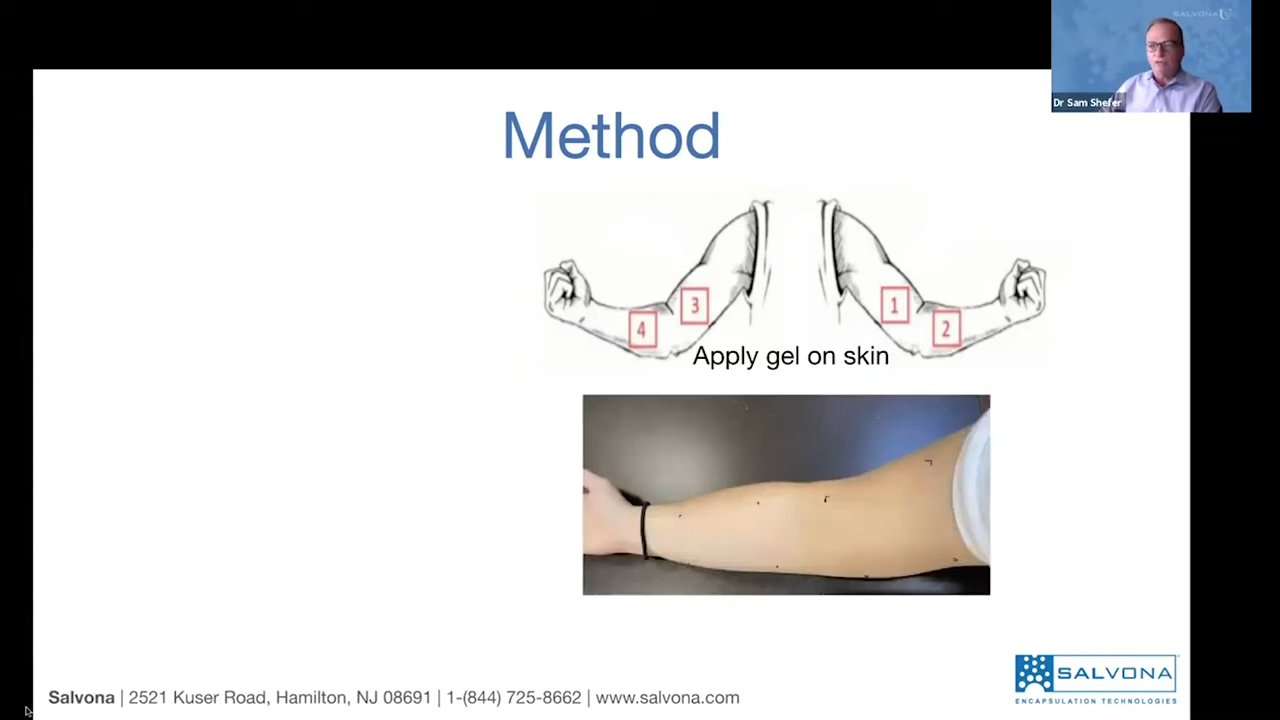 SALVONA
Dr Sam Shefer
Method
3
1
4
2
Apply gel on skin
Salvona | 2521 Kuser Road, Hamilton, NJ 08691 | 1-(844) 725-8662 | www.salvona.com
SALVONA
ENCAPSULATION TECHNOLOGIES